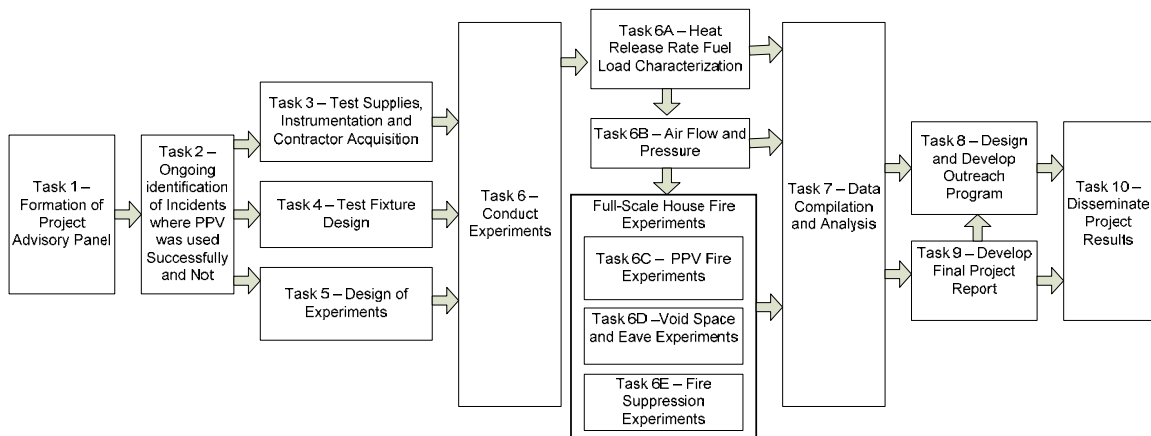 Task 1 – 
Formation of
Project
Advisory Panel
Task 2 –
Ongoing
identification
of Incidents
where PPV
was used
Successfully
and Not
Task 3 – Test Supplies,
Instrumentation and
Contractor Acquisition
Task 4 – Test Fixture
Design
Task 5 – Design of
Experiments
Task 6 –
Conduct
Experiments
Task 6A – Heat
Release Rate Fuel
Load Characterization
Task 6B – Air Flow and
Pressure
Full-Scale House Fire
Experiments
Task 6C – PPV Fire
Experiments
Task 6D – Void Space
and Eave Experiments
Task 6E – Fire
Suppression
Experiments
Task 7 – Data
Compilation
and Analysis
Task 8 – Design
and Develop
Outreach
Program
Task 9 – Develop
Final Project
Report
Task 10 –
Disseminate
Project
Results